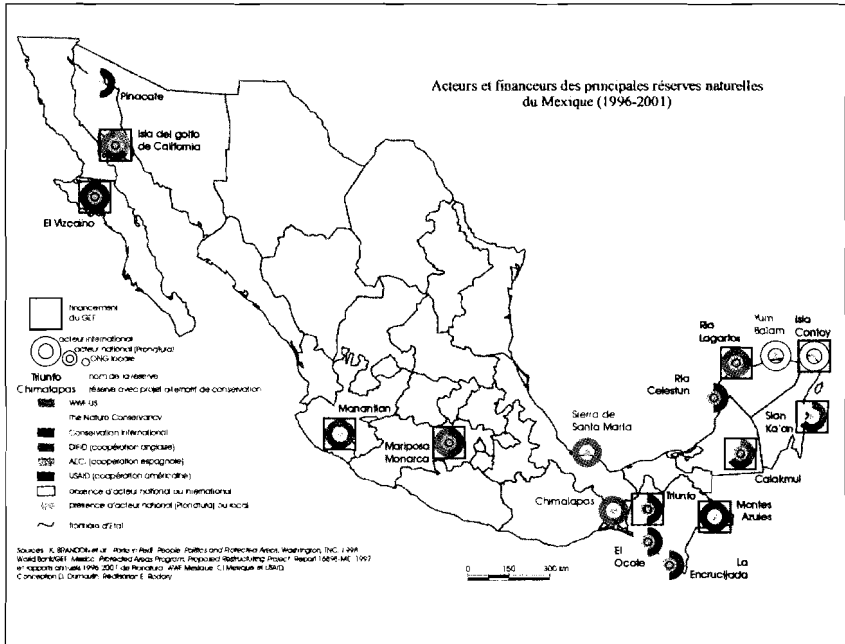 Acteurs et financeurs des principales réserves naturelles
du Mexique (1996-2001)
Pinacate
Isla del golfo
de California
El Vizcaino
financement
du GEF
acteur international
acteur national (Pronatura)
ONG locale
Triunfo nom de la réserve
Chimalapas réserve avec projet alternatif de conservation
WWF-US
The Nature Conservancy
Conservation International
DFID (coopération anglaise)
AECI (coopération espagnole)
USAID (coopération américaine)
absence d'acteur national ou international
présence d'acteur national (Pronatura) ou local
frontière d'État
Manantlan
Mariposa
Monarca
Sierra de
Santa Marta
Chimalapas
Triunfo
El
Ocote
La
Encrucijada
Montes
Azules
Calakmul
Sian
Ka'an
Ría
Celestun
Ría
Lagartos
Yum
Balam
Isla
Contoy
0 150 300 km
Sources: K. BRANDON et al. Parks in Peril: People, Politics and Protected Areas, Washington, TNC, 1998
World Bank/GEF Mexico Protected Areas Program, Proposed Restructuring Project Report 1997
et rapports annuels 1996-2001 de Pronatura, WWF Mexique, CI Mexique et USAID
Conception D. Dumoulin. Réalisation E. Rodary